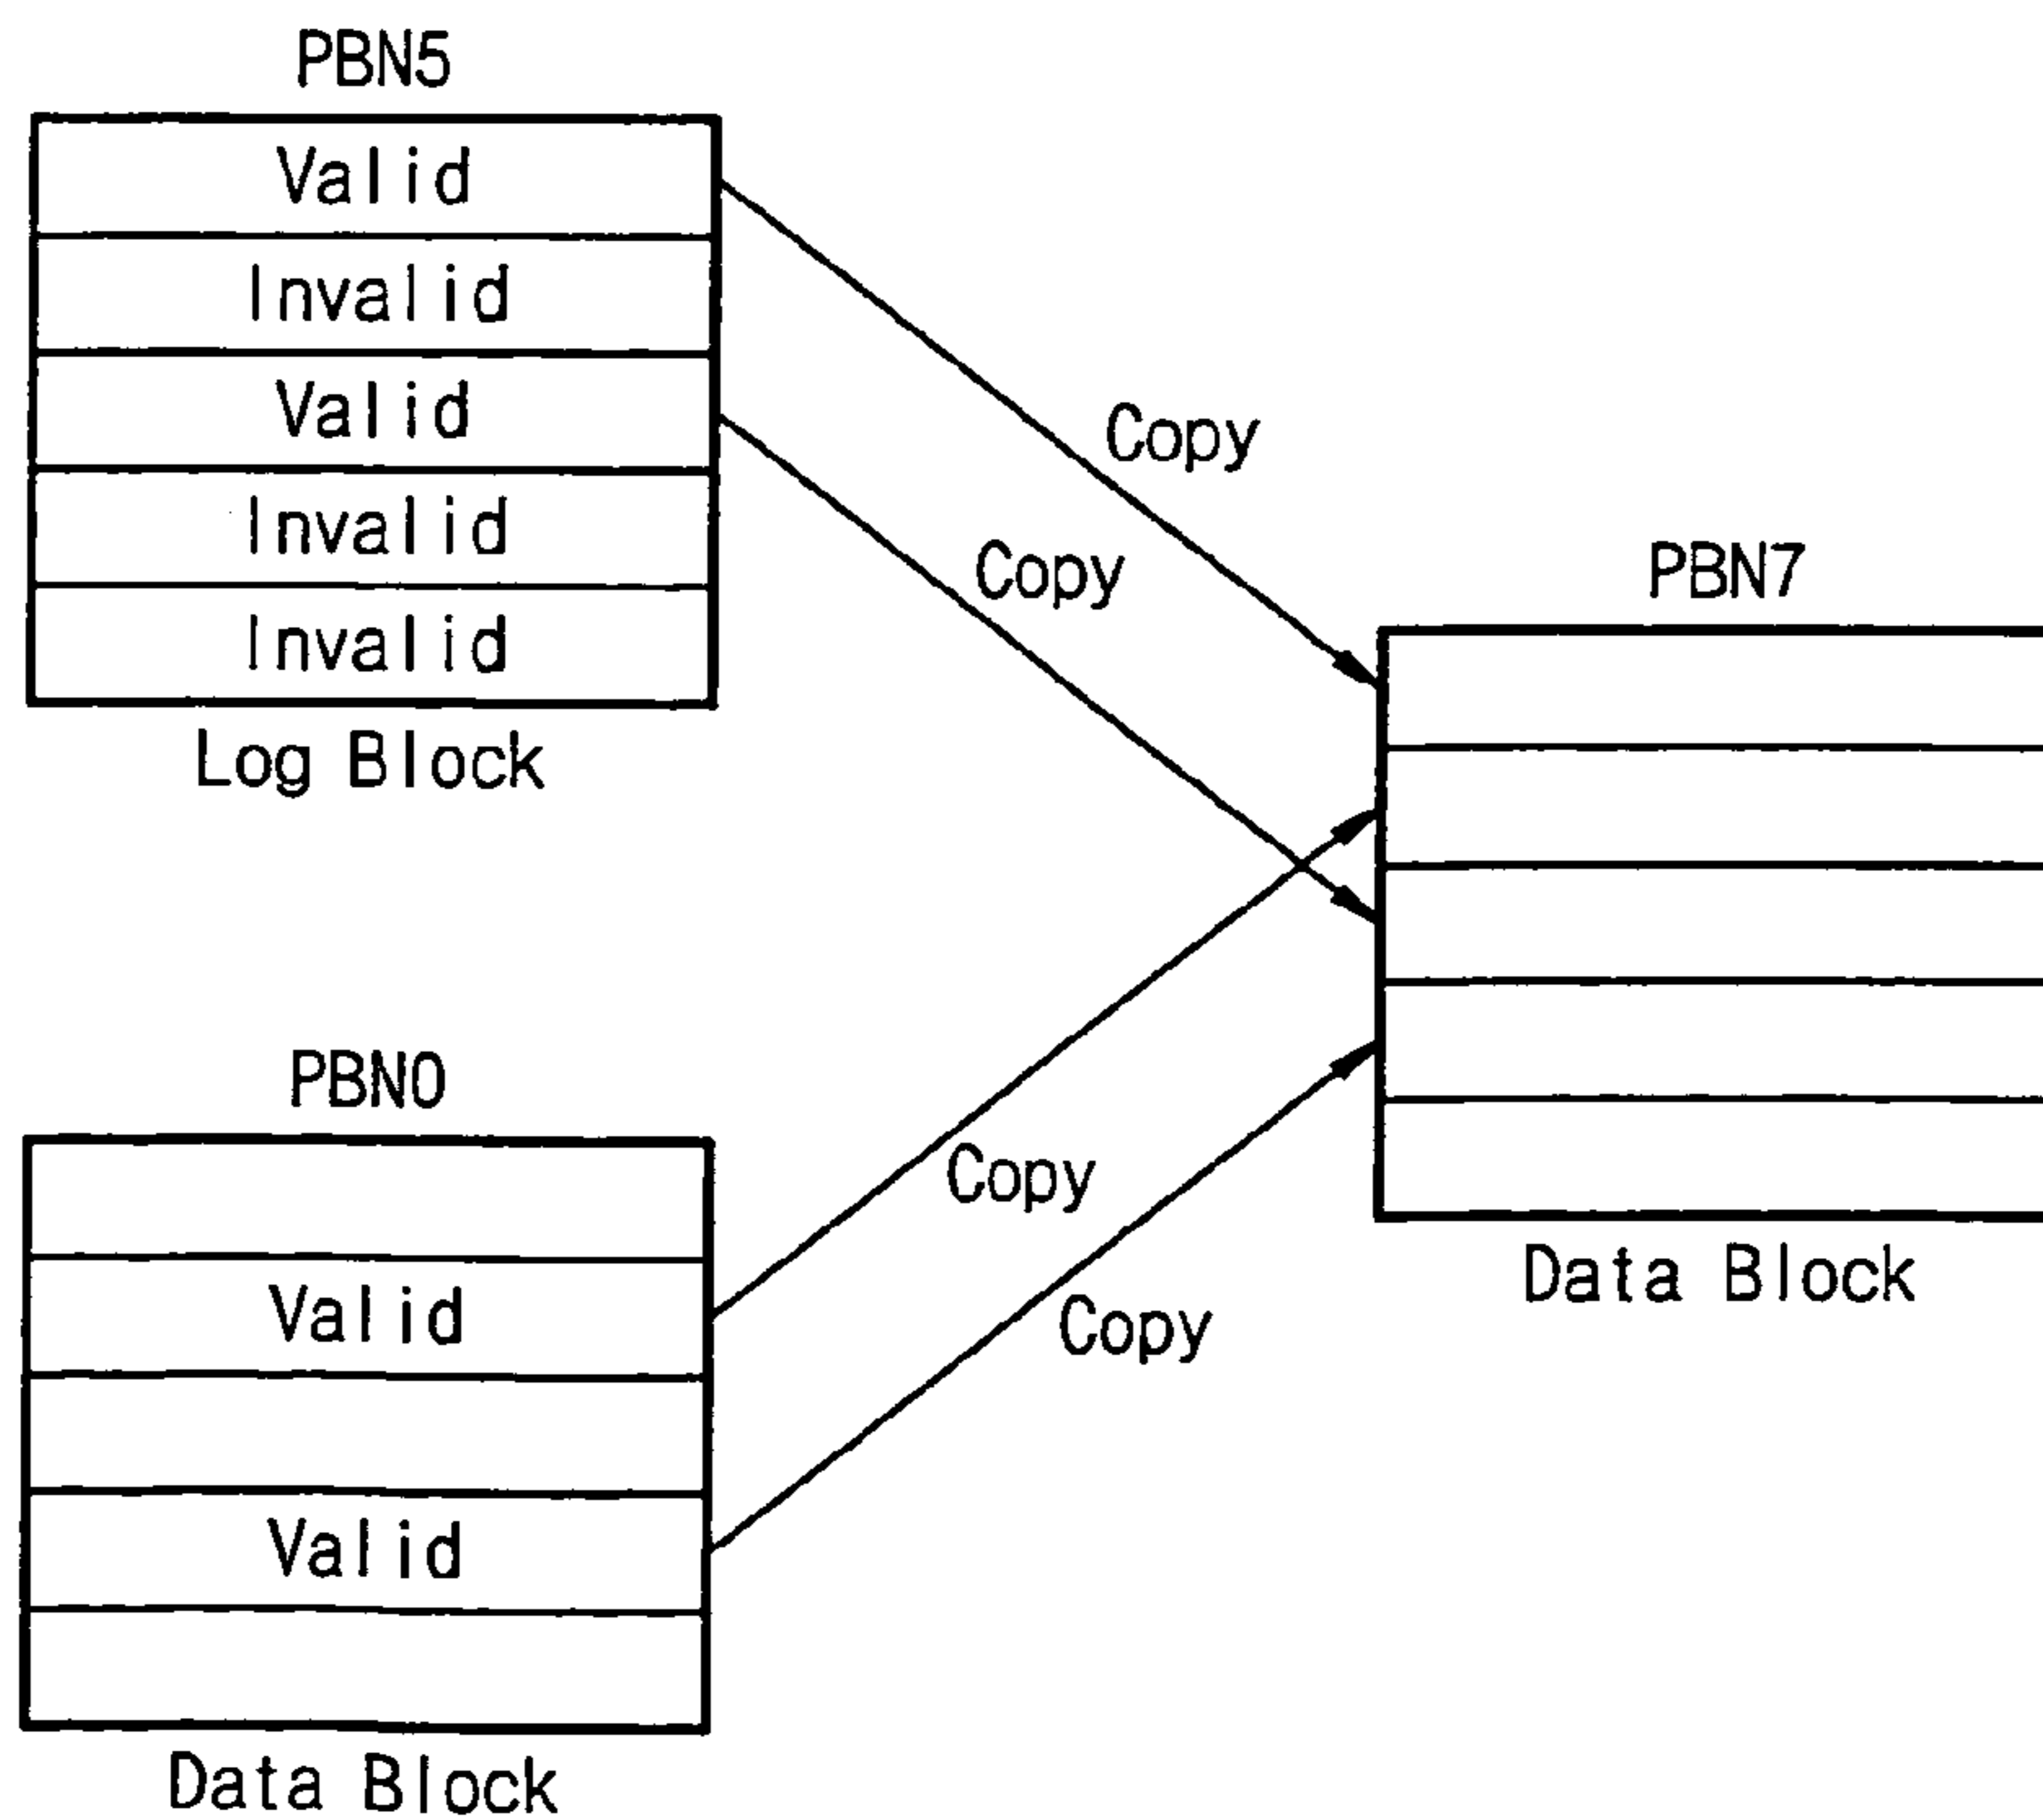 PBN5
Valid
Invalid
Valid
Invalid
Invalid
Log Block
Copy
Copy
PBN7
Data Block
PBN0
Valid
Valid
Data Block
Copy
Copy